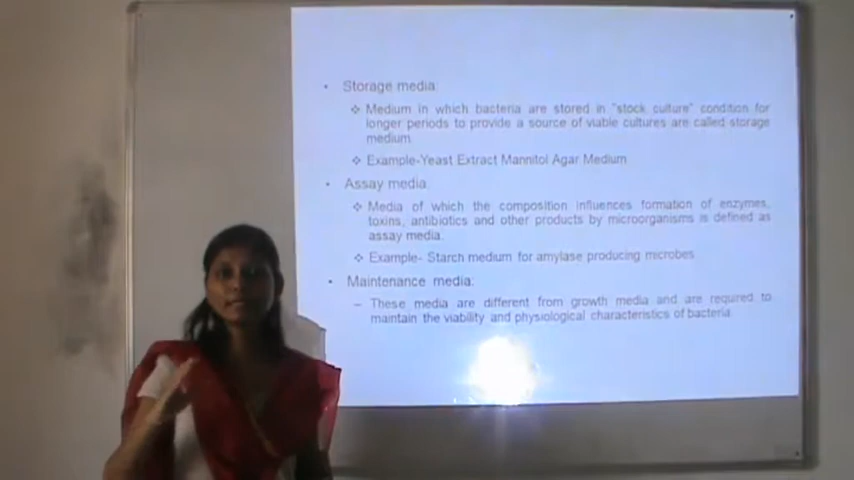 • Storage media:
❖ Medium in which bacteria are stored in "stock culture" condition for
longer periods to provide a source of viable cultures are called storage
medium.
❖ Example-Yeast Extract Mannitol Agar Medium
• Assay media:
❖ Media of which the composition influences formation of enzymes,
toxins, antibiotics and other products by microorganisms is defined as
assay media.
❖ Example- Starch medium for amylase producing microbes
• Maintenance media:
– These media are different from growth media and are required to
maintain the viability and physiological characteristics of bacteria.